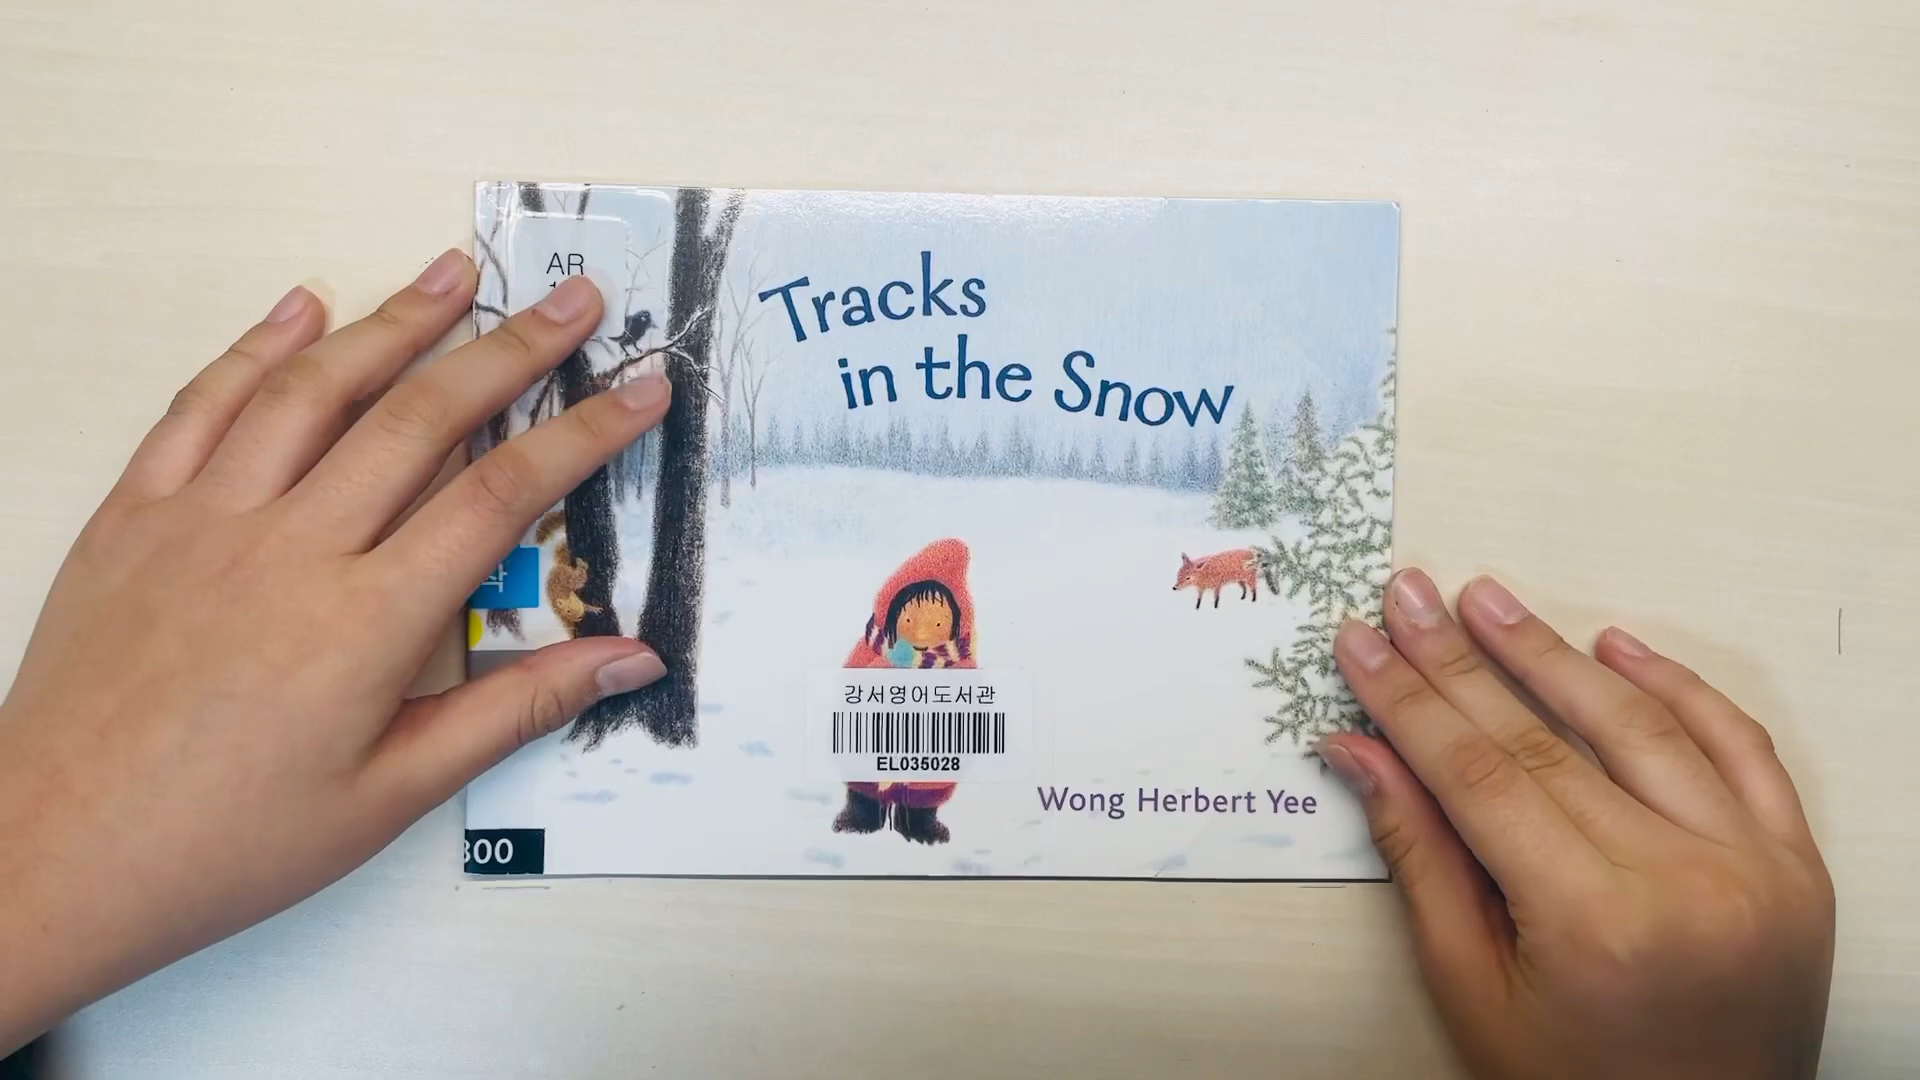 AR
Tracks
in the Snow
강서영어도서관
EL035028
Wong Herbert Yee
300